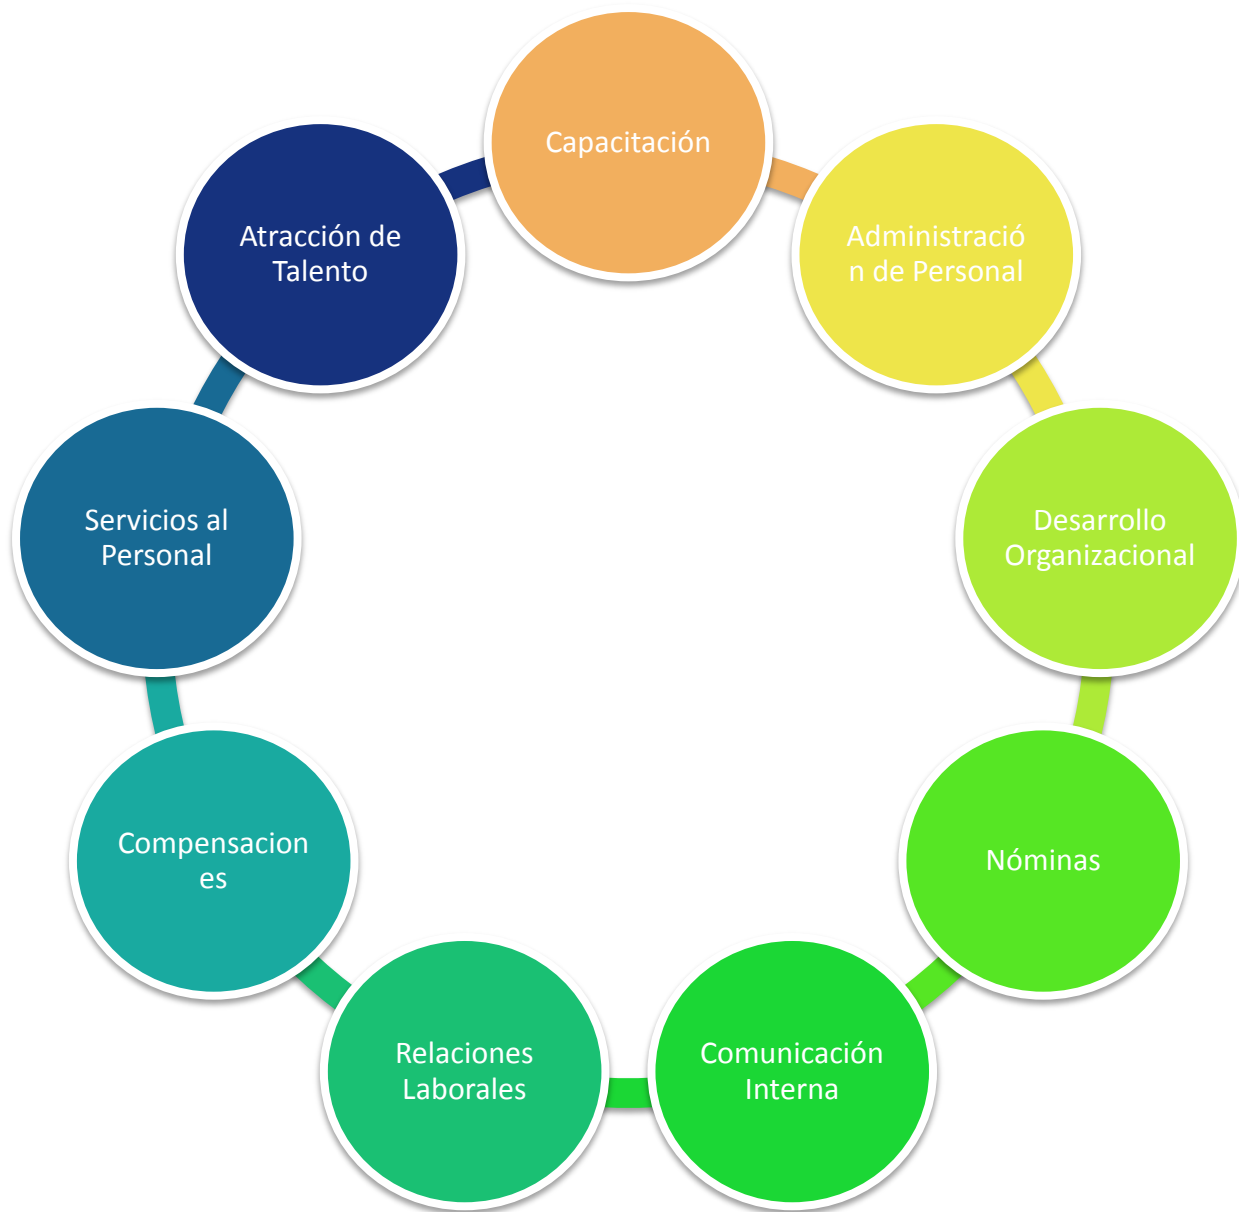 Capacitación
Administració
n de Personal
Desarrollo
Organizacional
Nóminas
Comunicación
Interna
Relaciones
Laborales
Compensacion
es
Servicios al
Personal
Atracción de
Talento